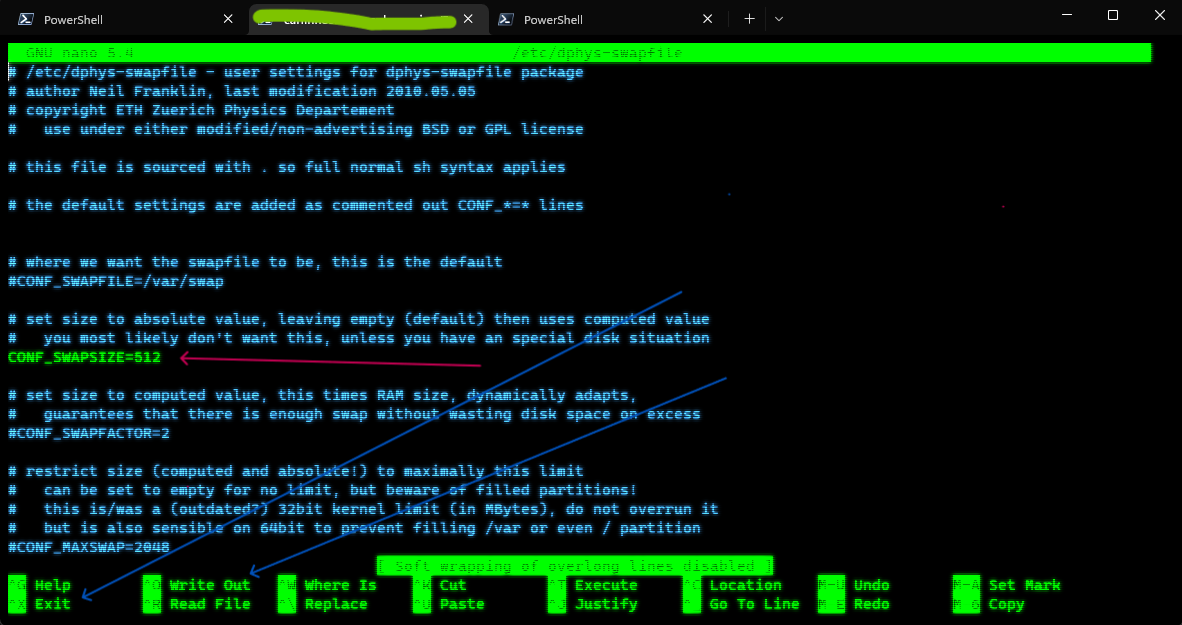 PowerShell
PowerShell
GNU nano 5.4 /etc/dphys-swapfile
# /etc/dphys-swapfile - user settings for dphys-swapfile package
# author Neil Franklin, last modification 2010.05.05
# copyright ETH Zuerich Physics Departement
#   use under either modified/non-advertising BSD or GPL license
# this file is sourced with . so full normal sh syntax applies
# the default settings are added as commented out CONF_*=* lines
# where we want the swapfile to be, this is the default
#CONF_SWAPFILE=/var/swap
# set size to absolute value, leaving empty (default) then uses computed value
#   you most likely don't want this, unless you have an special disk situation
CONF_SWAPSIZE=512
# set size to computed value, this times RAM size, dynamically adapts,
#   guarantees that there is enough swap without wasting disk space on excess
#CONF_SWAPFACTOR=2
# restrict size (computed and absolute!) to maximally this limit
#   can be set to empty for no limit, but beware of filled partitions!
#   this is/was a (outdated?) 32bit kernel limit (in MBytes), do not overrun it
#   but is also sensible on 64bit to prevent filling /var or even / partition
#CONF_MAXSWAP=2048
[ Soft wrapping of overlong lines disabled ]
^G Help ^O Write Out ^W Where Is ^K Cut ^T Execute ^C Location M-U Undo M-A Set Mark
^X Exit ^R Read File ^\ Replace ^U Paste ^J Justify Go To Line M-E Redo M-6 Copy